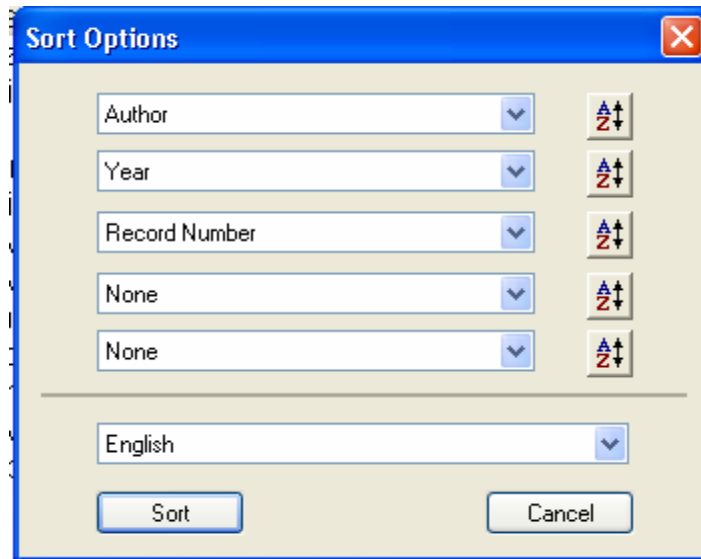 Sort Options
Author
A
Z
Year
A
Z
Record Number
A
Z
None
A
Z
None
A
Z
English
Sort Cancel